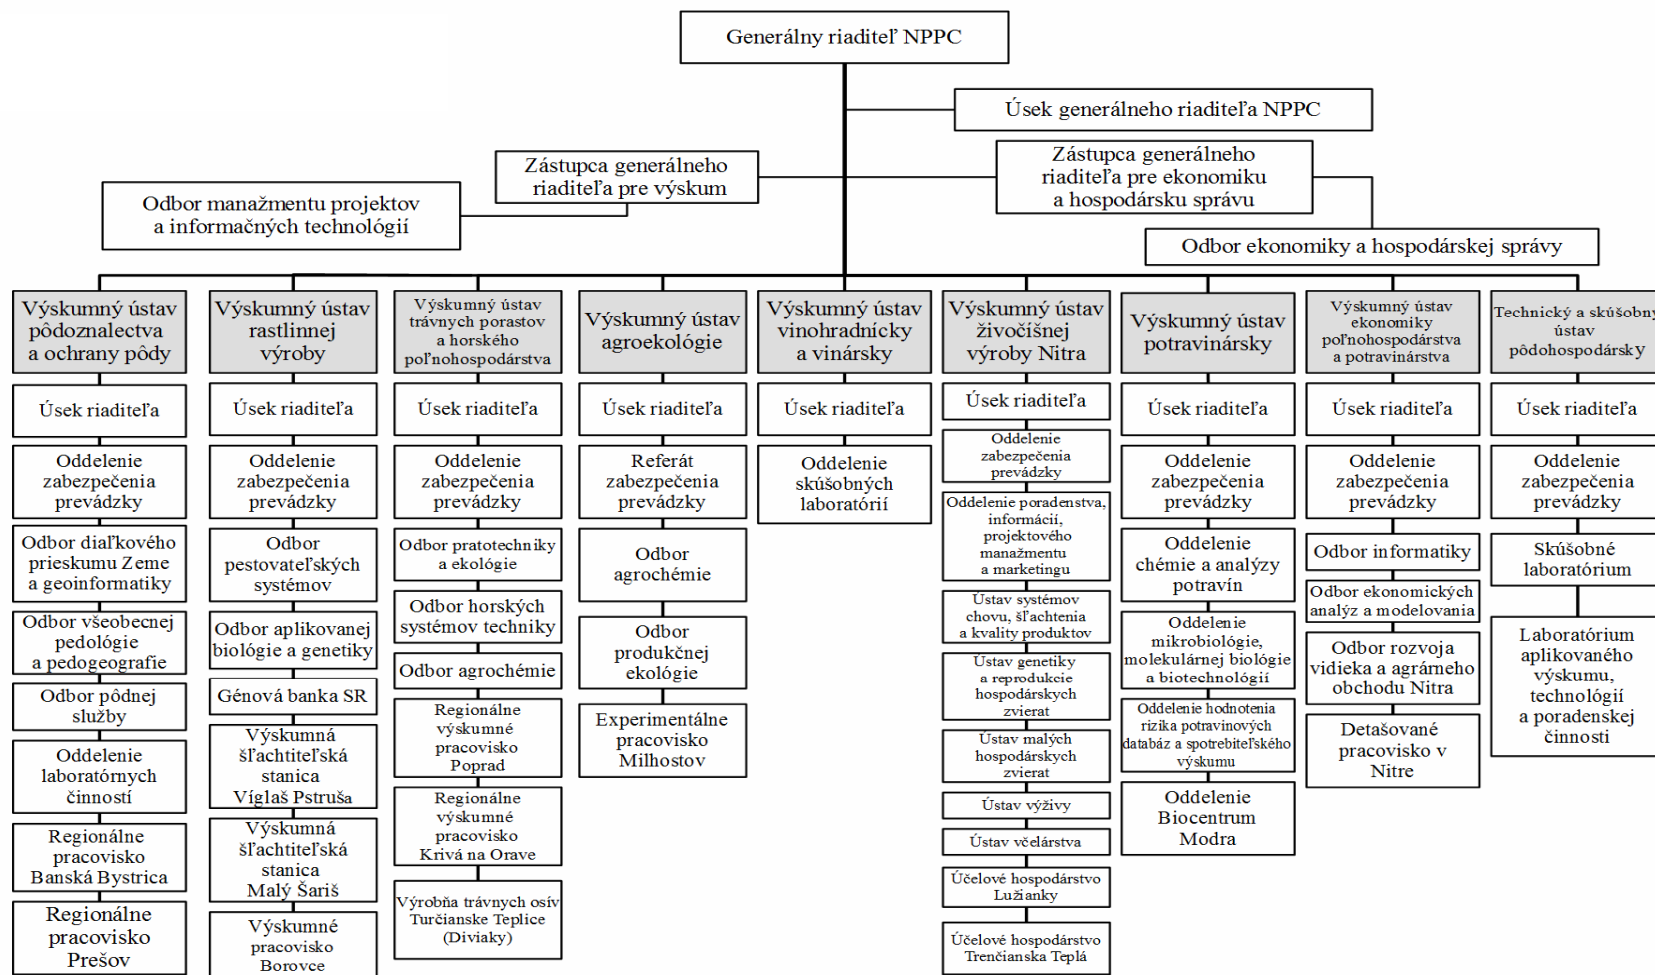 Generálny riaditeľ NPPC
Úsek generálneho riaditeľa NPPC
Zástupca generálneho
riaditeľa pre výskum
Zástupca generálneho
riaditeľa pre ekonomiku
a hospodársku správu
Odbor manažmentu projektov
a informačných technológií
Odbor ekonomiky a hospodárskej správy
Výskumný ústav
pôdoznalectva
a ochrany pôdy
Úsek riaditeľa
Oddelenie
zabezpečenia
prevádzky
Odbor diaľkového
prieskumu Zeme
a geoinformatiky
Odbor všeobecnej
pedológie
a pedogeografie
Odbor pôdnej
služby
Oddelenie
laboratórnych
činností
Regionálne
pracovisko
Banská Bystrica
Regionálne
pracovisko
Prešov
Výskumný ústav
rastlinnej
výroby
Úsek riaditeľa
Oddelenie
zabezpečenia
prevádzky
Odbor
pestovateľských
systémov
Odbor aplikovanej
biológie a genetiky
Génová banka SR
Výskumná
šľachtiteľská
stanica
Víglaš Pstruša
Výskumná
šľachtiteľská
stanica
Malý Šariš
Výskumné
pracovisko
Borovce
Výskumný ústav
trávnych porastov
a horského
poľnohospodárstva
Úsek riaditeľa
Oddelenie
zabezpečenia
prevádzky
Odbor pratotechniky
a ekológie
Odbor horských
systémov techniky
Odbor agrochémie
Regionálne
výskumné
pracovisko
Poprad
Regionálne
výskumné
pracovisko
Krivá na Orave
Výrobňa trávnych osív
Turčianske Teplice
(Diviaky)
Výskumný ústav
agroekológie
Úsek riaditeľa
Referát
zabezpečenia
prevádzky
Odbor
agrochémie
Odbor
produkčnej
ekológie
Experimentálne
pracovisko
Milhostov
Výskumný ústav
vinohradnícky
a vinársky
Úsek riaditeľa
Oddelenie
skúšobných
laboratórií
Výskumný ústav
živočíšnej
výroby Nitra
Úsek riaditeľa
Oddelenie
zabezpečenia
prevádzky
Oddelenie poradenstva,
informácií,
projektového
manažmentu
a marketingu
Ústav systémov
chovu, šľachtenia
a kvality produktov
Ústav genetiky
a reprodukcie
hospodárskych
zvierat
Ústav malých
hospodárskych
zvierat
Ústav výživy
Ústav včelárstva
Účelové hospodárstvo
Lužianky
Účelové hospodárstvo
Trenčianska Teplá
Výskumný ústav
potravinársky
Úsek riaditeľa
Oddelenie
zabezpečenia
prevádzky
Oddelenie
chémie a analýzy
potravín
Oddelenie
mikrobiológie,
molekulárnej biológie
a biotechnológií
Oddelenie hodnotenia
rizika potravinových
databáz a spotrebiteľského
výskumu
Oddelenie
Biocentrum
Modra
Výskumný ústav
ekonomiky
poľnohospodárstva
a potravinárstva
Úsek riaditeľa
Oddelenie
zabezpečenia
prevádzky
Odbor informatiky
Odbor ekonomických
analýz a modelovania
Odbor rozvoja
vidieka a agrárneho
obchodu Nitra
Detašované
pracovisko v
Nitre
Technický a skúšobný
ústav
pôdohospodársky
Úsek riaditeľa
Oddelenie
zabezpečenia
prevádzky
Skúšobné
laboratórium
Laboratórium
aplikovaného
výskumu,
technológií
a poradenskej
činnosti